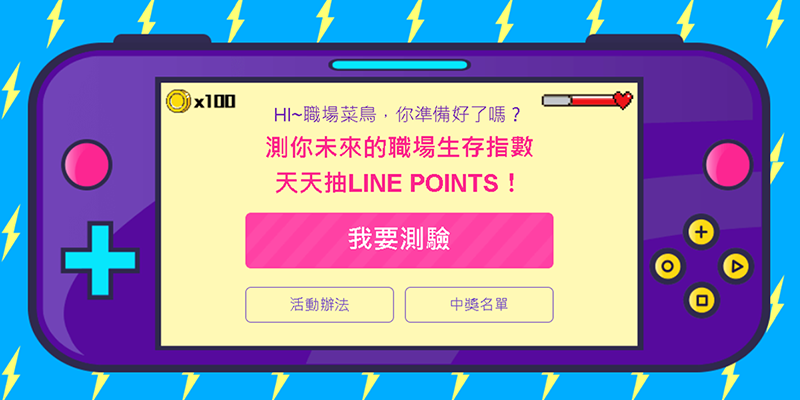 x100
HI~職場菜鳥，你準備好了嗎？
測你未來的職場生存指數
天天抽LINE POINTS！
我要測驗
活動辦法
中獎名單